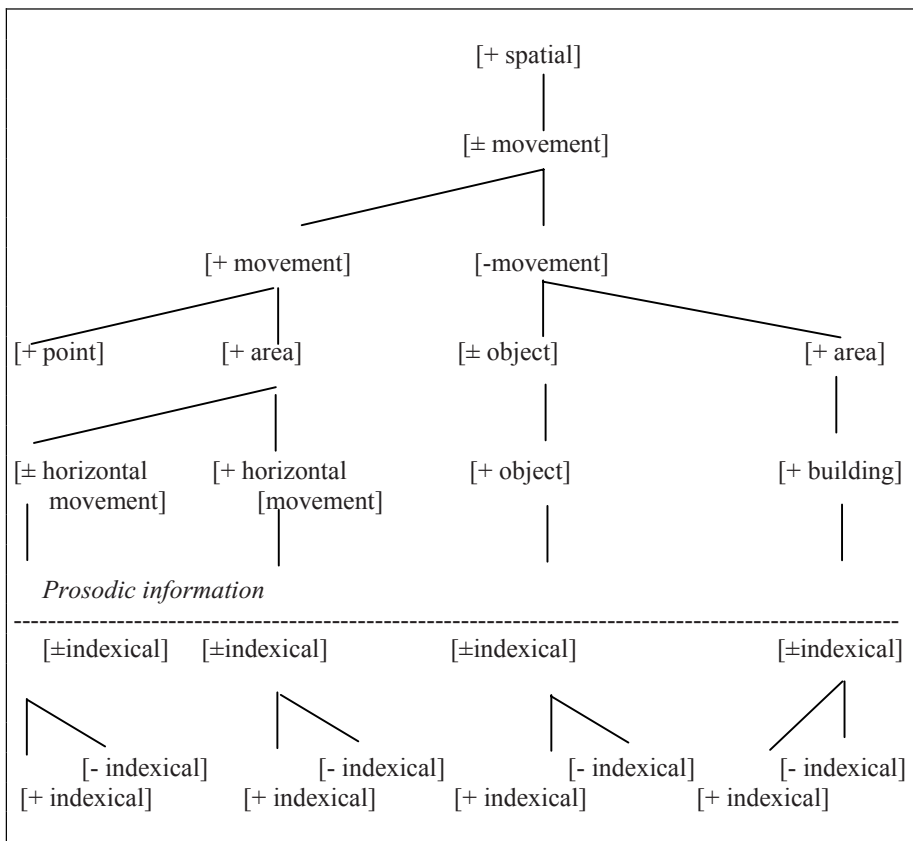 [+ spatial]
[± movement]
[+ movement] [-movement]
[+ point] [+ area] [± object] [+ area]
[± horizontal [+ horizontal [+ object] [+ building]
movement] [movement]
Prosodic information
[±indexical] [±indexical] [±indexical] [±indexical]
[- indexical] [- indexical] [- indexical] [- indexical]
[+ indexical] [+ indexical] [+ indexical] [+ indexical]